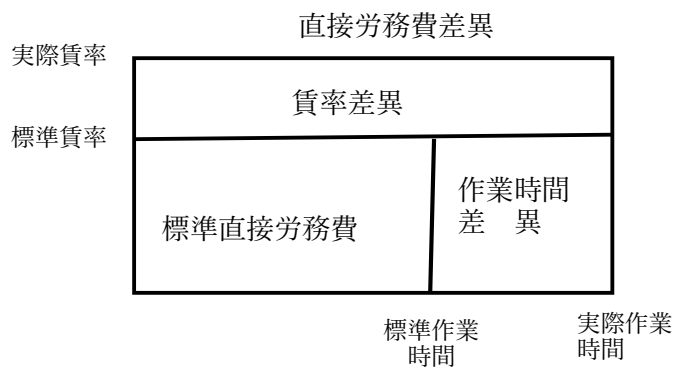 直接労務費差異
実際賃率
賃率差異
標準賃率
標準直接労務費
作業時間
差　異
標準作業
時間
実際作業
時間